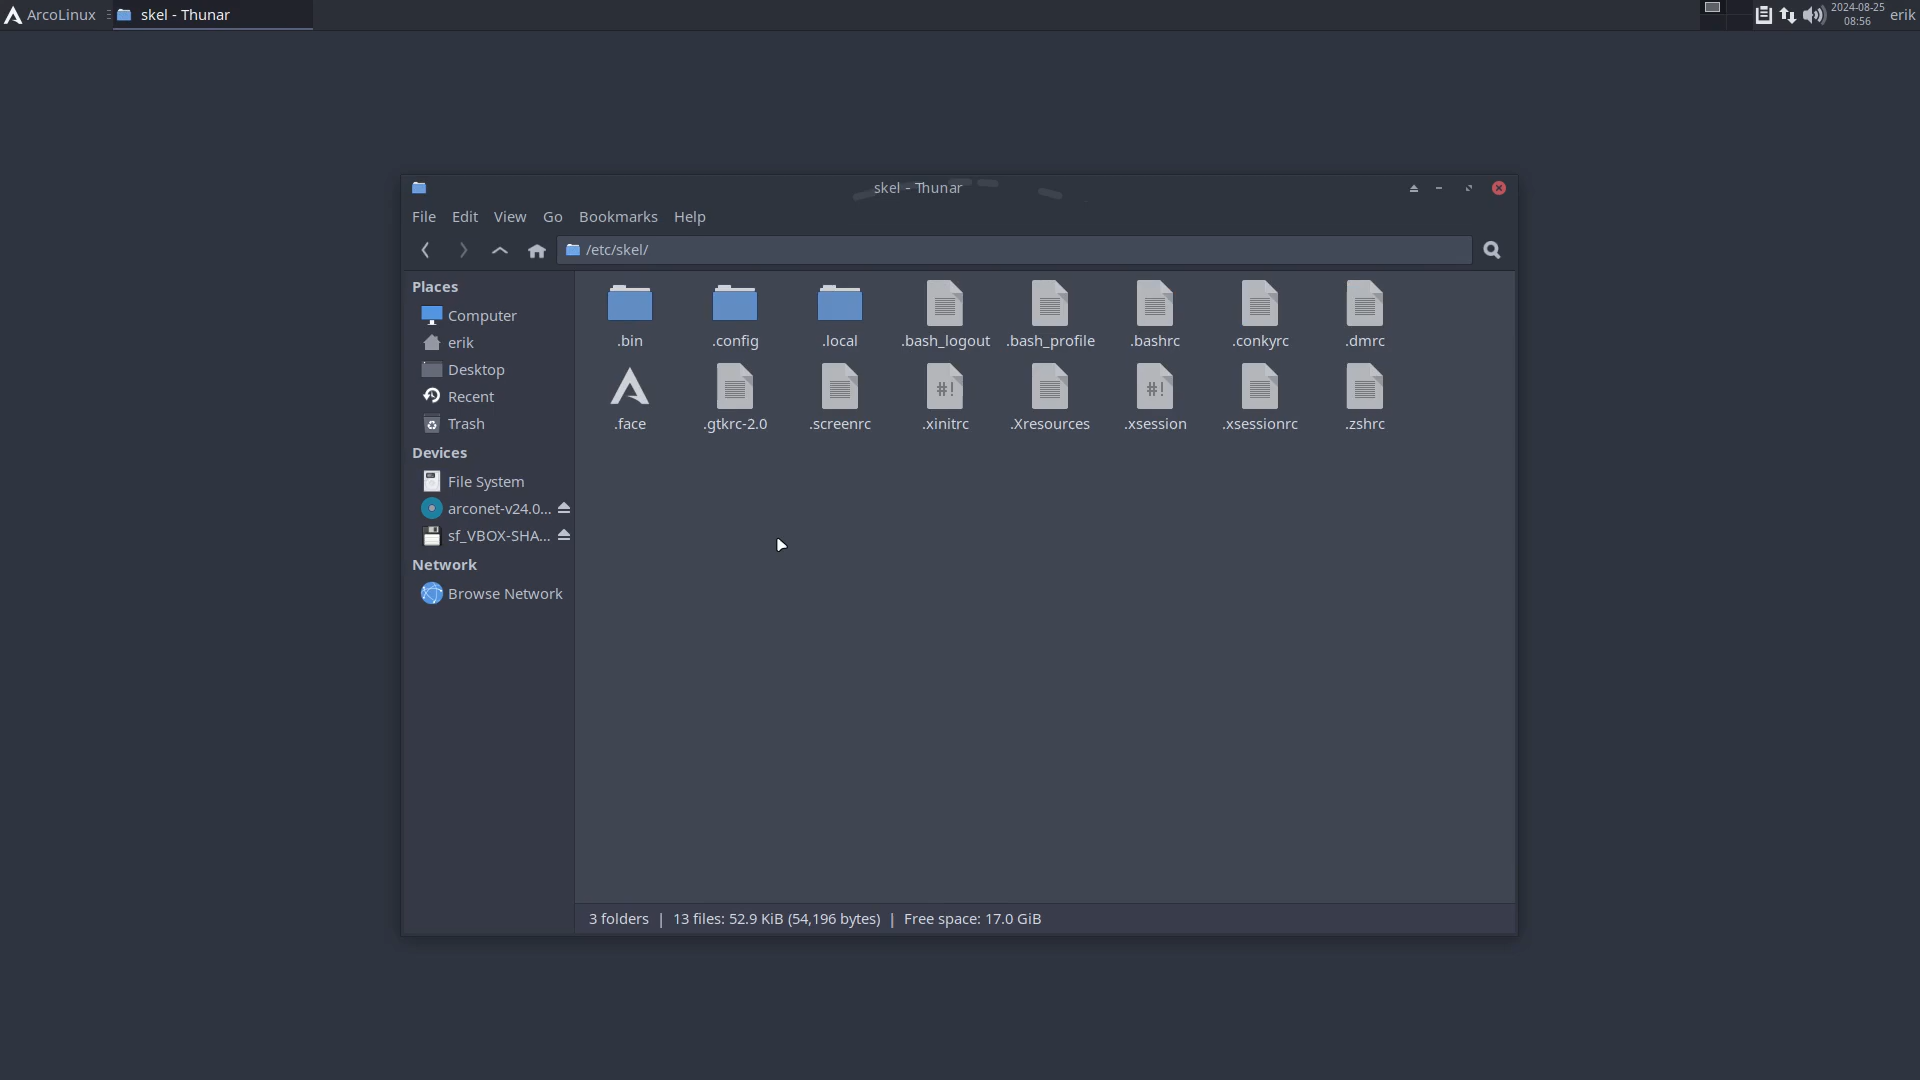 ArcoLinux
skel - Thunar
2024-08-25
08:56
erik
skel - Thunar
File Edit View Go Bookmarks Help
/etc/skel/
Places
Computer
erik
Desktop
Recent
Trash
Devices
File System
arconet-v24.0...
sf_VBOX-SHA...
Network
Browse Network
.bin .config .local .bash_logout .bash_profile .bashrc .conkyrc .dmrc
#! #!
.face .gtkrc-2.0 .screenrc .xinitrc .Xresources .xsession .xsessionrc .zshrc
3 folders | 13 files: 52.9 KiB (54,196 bytes) | Free space: 17.0 GiB